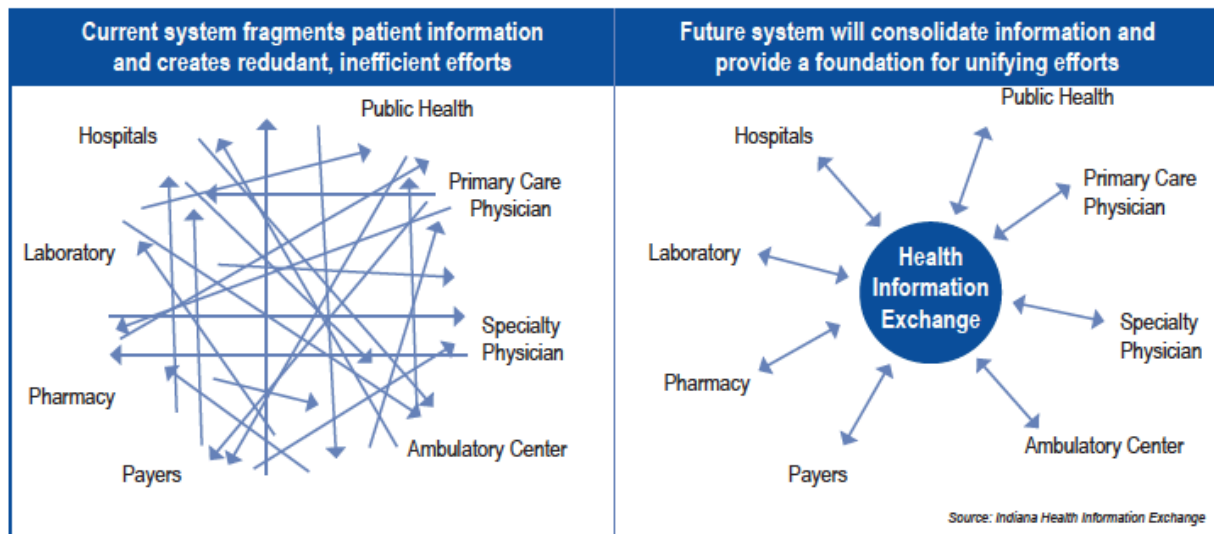 Current system fragments patient information
and creates redudant, inefficient efforts
Public Health
Hospitals
Primary Care
Physician
Laboratory
Specialty
Physician
Pharmacy
Ambulatory Center
Payers
Future system will consolidate information and
provide a foundation for unifying efforts
Public Health
Hospitals
Primary Care
Physician
Laboratory
Health
Information
Exchange
Specialty
Physician
Pharmacy
Ambulatory Center
Payers
Source: Indiana Health Information Exchange